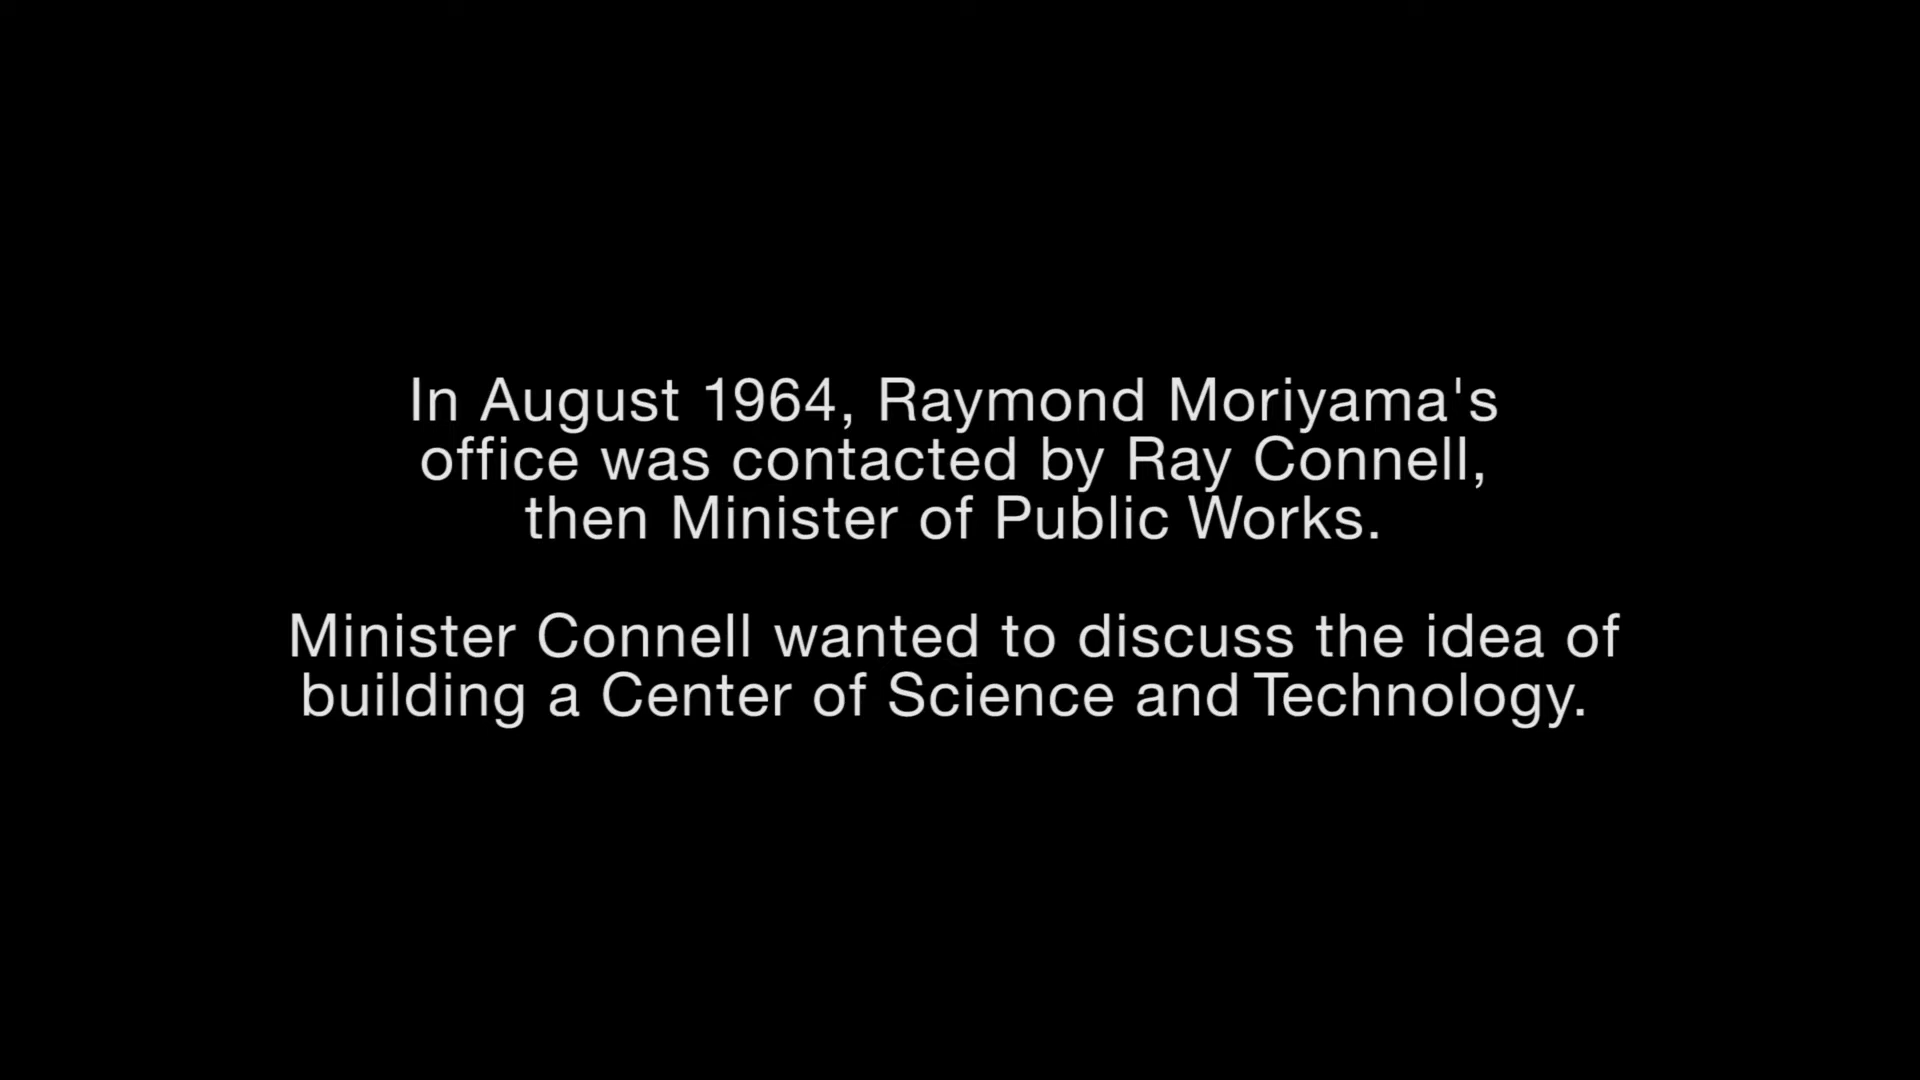 In August 1964, Raymond Moriyama's
office was contacted by Ray Connell,
then Minister of Public Works.
Minister Connell wanted to discuss the idea of
building a Center of Science and Technology.